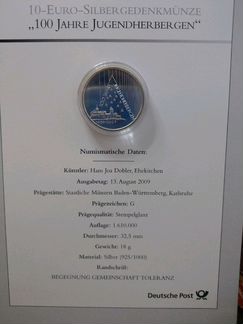 10-EURO-SILBERGEDENKMÜNZE
„100 JAHRE JUGENDHERBERGEN“
Numismatische Daten:
Künstler: Hans Joa Dobler, Ehekirchen
Ausgabetag: 13. August 2009
Prägestätte: Staatliche Münzen Baden-Württemberg, Karlsruhe
Prägezeichen: G
Prägequalität: Stempelglanz
Auflage: 1.610.000
Durchmesser: 32,5 mm
Gewicht: 18 g
Material: Silber (925/1000)
Randschrift:
BEGEGNUNG GEMEINSCHAFT TOLERANZ
Deutsche Post